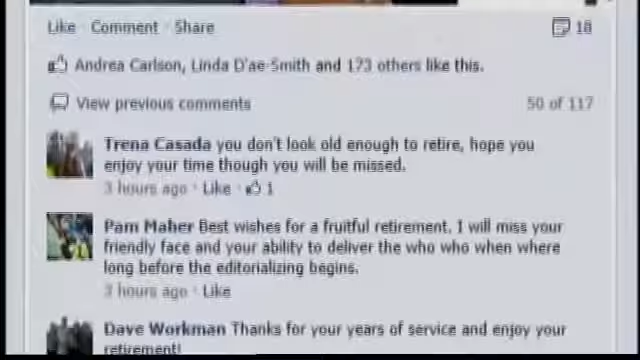 Like · Comment · Share
18
Andrea Carlson, Linda D'ae-Smith and 173 others like this.
View previous comments
50 of 117
Trena Casada you don't look old enough to retire, hope you
enjoy your time though you will be missed.
3 hours ago · Like · 1
Pam Maher Best wishes for a fruitful retirement. I will miss your
friendly face and your ability to deliver the who who when where
long before the editorializing begins.
3 hours ago · Like
Dave Workman Thanks for your years of service and enjoy your
retirement!